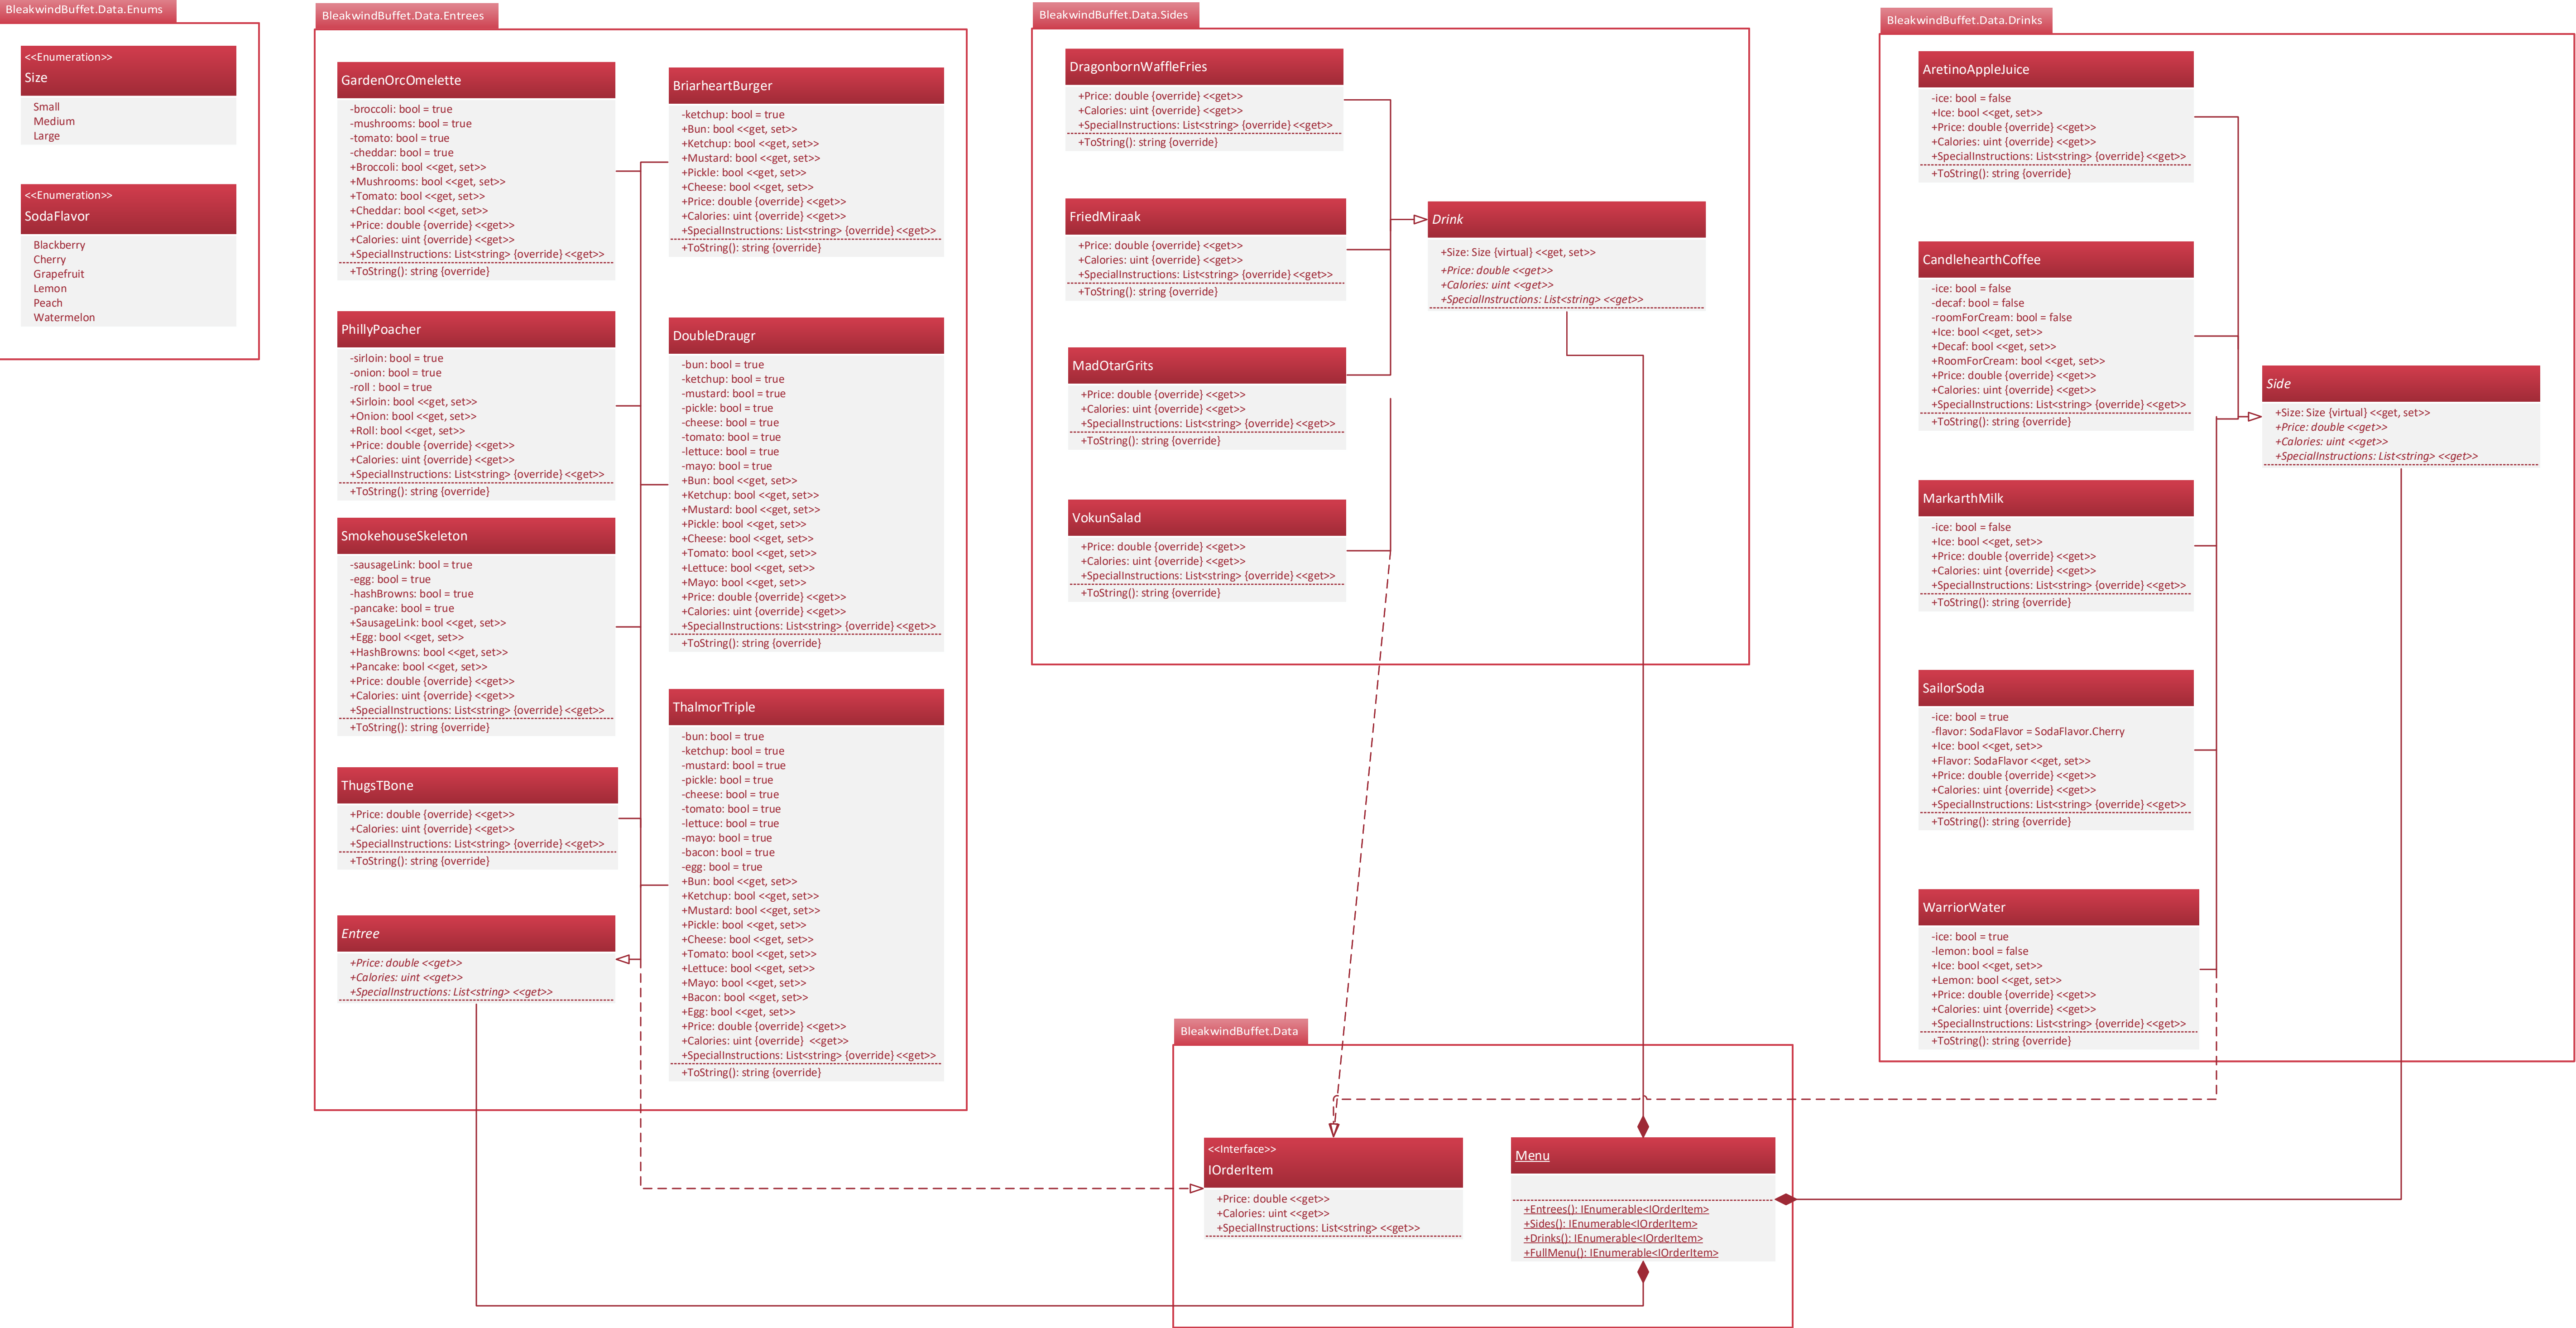 BleakwindBuffet.Data.Enums
<<Enumeration>>
Size
Small
Medium
Large
<<Enumeration>>
SodaFlavor
Blackberry
Cherry
Grapefruit
Lemon
Peach
Watermelon
BleakwindBuffet.Data.Entrees
GardenOrcOmelette
-broccoli: bool = true
-mushrooms: bool = true
-tomato: bool = true
-cheddar: bool = true
+Broccoli: bool <<get, set>>
+Mushrooms: bool <<get, set>>
+Tomato: bool <<get, set>>
+Cheddar: bool <<get, set>>
+Price: double {override} <<get>>
+Calories: uint {override} <<get>>
+SpecialInstructions: List<string> {override} <<get>>
+ToString(): string {override}
PhillyPoacher
-sirloin: bool = true
-onion: bool = true
-roll : bool = true
+Sirloin: bool <<get, set>>
+Onion: bool <<get, set>>
+Roll: bool <<get, set>>
+Price: double {override} <<get>>
+Calories: uint {override} <<get>>
+SpecialInstructions: List<string> {override} <<get>>
+ToString(): string {override}
SmokehouseSkeleton
-sausageLink: bool = true
-egg: bool = true
-hashBrowns: bool = true
-pancake: bool = true
+SausageLink: bool <<get, set>>
+Egg: bool <<get, set>>
+HashBrowns: bool <<get, set>>
+Pancake: bool <<get, set>>
+Price: double {override} <<get>>
+Calories: uint {override} <<get>>
+SpecialInstructions: List<string> {override} <<get>>
+ToString(): string {override}
ThugsTBone
+Price: double {override} <<get>>
+Calories: uint {override} <<get>>
+SpecialInstructions: List<string> {override} <<get>>
+ToString(): string {override}
Entree
+Price: double <<get>>
+Calories: uint <<get>>
+SpecialInstructions: List<string> <<get>>
BriarheartBurger
-ketchup: bool = true
+Bun: bool <<get, set>>
+Ketchup: bool <<get, set>>
+Mustard: bool <<get, set>>
+Pickle: bool <<get, set>>
+Cheese: bool <<get, set>>
+Price: double {override} <<get>>
+Calories: uint {override} <<get>>
+SpecialInstructions: List<string> {override} <<get>>
+ToString(): string {override}
DoubleDraugr
-bun: bool = true
-ketchup: bool = true
-mustard: bool = true
-pickle: bool = true
-cheese: bool = true
-tomato: bool = true
-lettuce: bool = true
-mayo: bool = true
+Bun: bool <<get, set>>
+Ketchup: bool <<get, set>>
+Mustard: bool <<get, set>>
+Pickle: bool <<get, set>>
+Cheese: bool <<get, set>>
+Tomato: bool <<get, set>>
+Lettuce: bool <<get, set>>
+Mayo: bool <<get, set>>
+Price: double {override} <<get>>
+Calories: uint {override} <<get>>
+SpecialInstructions: List<string> {override} <<get>>
+ToString(): string {override}
ThalmorTriple
-bun: bool = true
-ketchup: bool = true
-mustard: bool = true
-pickle: bool = true
-cheese: bool = true
-tomato: bool = true
-lettuce: bool = true
-mayo: bool = true
-bacon: bool = true
-egg: bool = true
+Bun: bool <<get, set>>
+Ketchup: bool <<get, set>>
+Mustard: bool <<get, set>>
+Pickle: bool <<get, set>>
+Cheese: bool <<get, set>>
+Tomato: bool <<get, set>>
+Lettuce: bool <<get, set>>
+Mayo: bool <<get, set>>
+Bacon: bool <<get, set>>
+Egg: bool <<get, set>>
+Price: double {override} <<get>>
+Calories: uint {override}  <<get>>
+SpecialInstructions: List<string> {override} <<get>>
+ToString(): string {override}
BleakwindBuffet.Data.Sides
DragonbornWaffleFries
+Price: double {override} <<get>>
+Calories: uint {override} <<get>>
+SpecialInstructions: List<string> {override} <<get>>
+ToString(): string {override}
FriedMiraak
+Price: double {override} <<get>>
+Calories: uint {override} <<get>>
+SpecialInstructions: List<string> {override} <<get>>
+ToString(): string {override}
MadOtarGrits
+Price: double {override} <<get>>
+Calories: uint {override} <<get>>
+SpecialInstructions: List<string> {override} <<get>>
+ToString(): string {override}
VokunSalad
+Price: double {override} <<get>>
+Calories: uint {override} <<get>>
+SpecialInstructions: List<string> {override} <<get>>
+ToString(): string {override}
Drink
+Size: Size {virtual} <<get, set>>
+Price: double <<get>>
+Calories: uint <<get>>
+SpecialInstructions: List<string> <<get>>
BleakwindBuffet.Data
<<Interface>>
IOrderItem
+Price: double <<get>>
+Calories: uint <<get>>
+SpecialInstructions: List<string> <<get>>
Menu
+Entrees(): IEnumerable<IOrderItem>
+Sides(): IEnumerable<IOrderItem>
+Drinks(): IEnumerable<IOrderItem>
+FullMenu(): IEnumerable<IOrderItem>
BleakwindBuffet.Data.Drinks
AretinoAppleJuice
-ice: bool = false
+Ice: bool <<get, set>>
+Price: double {override} <<get>>
+Calories: uint {override} <<get>>
+SpecialInstructions: List<string> {override} <<get>>
+ToString(): string {override}
CandlehearthCoffee
-ice: bool = false
-decaf: bool = false
-roomForCream: bool = false
+Ice: bool <<get, set>>
+Decaf: bool <<get, set>>
+RoomForCream: bool <<get, set>>
+Price: double {override} <<get>>
+Calories: uint {override} <<get>>
+SpecialInstructions: List<string> {override} <<get>>
+ToString(): string {override}
MarkarthMilk
-ice: bool = false
+Ice: bool <<get, set>>
+Price: double {override} <<get>>
+Calories: uint {override} <<get>>
+SpecialInstructions: List<string> {override} <<get>>
+ToString(): string {override}
SailorSoda
-ice: bool = true
-flavor: SodaFlavor = SodaFlavor.Cherry
+Ice: bool <<get, set>>
+Flavor: SodaFlavor <<get, set>>
+Price: double {override} <<get>>
+Calories: uint {override} <<get>>
+SpecialInstructions: List<string> {override} <<get>>
+ToString(): string {override}
WarriorWater
-ice: bool = true
-lemon: bool = false
+Ice: bool <<get, set>>
+Lemon: bool <<get, set>>
+Price: double {override} <<get>>
+Calories: uint {override} <<get>>
+SpecialInstructions: List<string> {override} <<get>>
+ToString(): string {override}
Side
+Size: Size {virtual} <<get, set>>
+Price: double <<get>>
+Calories: uint <<get>>
+SpecialInstructions: List<string> <<get>>